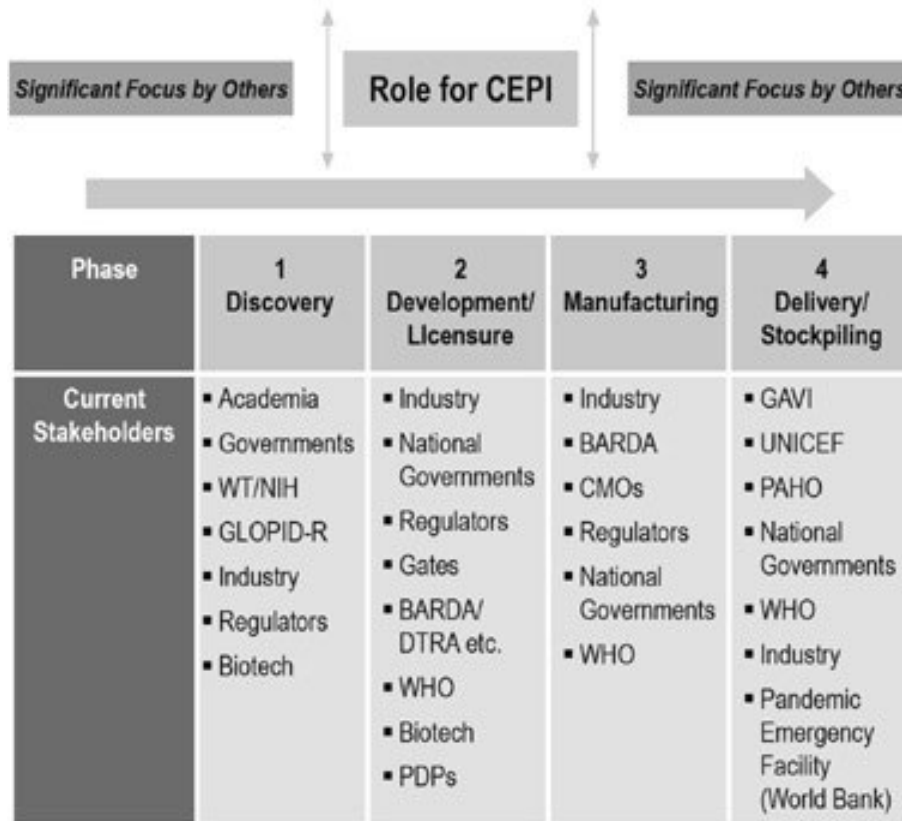 Significant Focus by Others
Role for CEPI
Significant Focus by Others
Phase
1
Discovery
2
Development/
LIcensure
3
Manufacturing
4
Delivery/
Stockpiling
Current
Stakeholders
▪ Academia
▪ Governments
▪ WT/NIH
▪ GLOPID-R
▪ Industry
▪ Regulators
▪ Biotech
▪ Industry
▪ National
Governments
▪ Regulators
▪ Gates
▪ BARDA/
DTRA etc.
▪ WHO
▪ Biotech
▪ PDPs
▪ Industry
▪ BARDA
▪ CMOs
▪ Regulators
▪ National
Governments
▪ WHO
▪ GAVI
▪ UNICEF
▪ PAHO
▪ National
Governments
▪ WHO
▪ Industry
▪ Pandemic
Emergency
Facility
(World Bank)